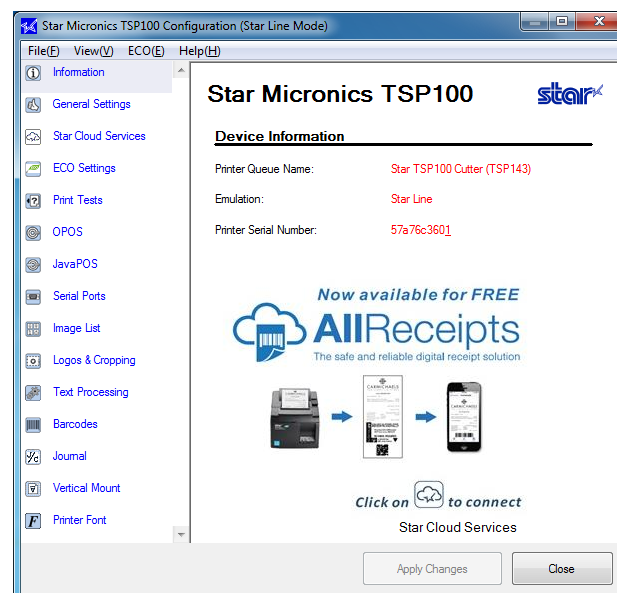 Star Micronics TSP100 Configuration (Star Line Mode)
File(F) View(V) ECO(E) Help(H)
Information
General Settings
Star Cloud Services
ECO Settings
Print Tests
OPOS
JavaPOS
Serial Ports
Image List
Logos & Cropping
Text Processing
Barcodes
Journal
Vertical Mount
Printer Font
Star Micronics TSP100
star
Device Information
Printer Queue Name: Star TSP100 Cutter (TSP143)
Emulation: Star Line
Printer Serial Number: 57a76c3601
Now available for FREE
AllReceipts
The safe and reliable digital receipt solution
CARMICHAELS
CARMICHAELS
Click on to connect
Star Cloud Services
Apply Changes Close